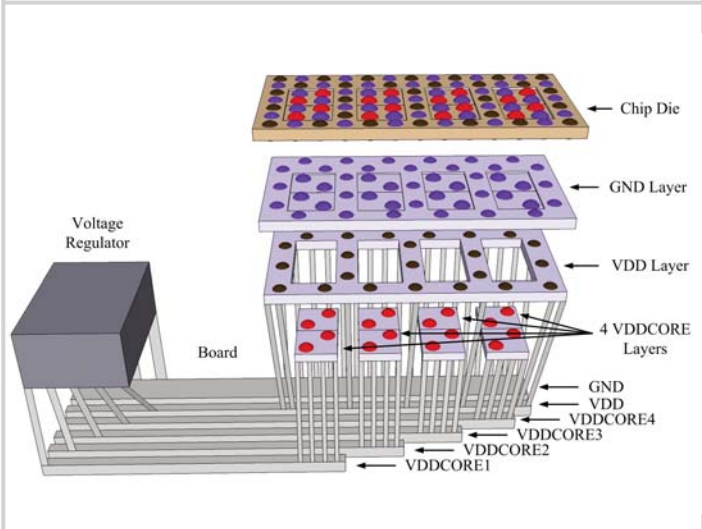 Chip Die
GND Layer
Voltage
Regulator
VDD Layer
4 VDDCORE
Layers
Board
GND
VDD
VDDCORE4
VDDCORE3
VDDCORE2
VDDCORE1